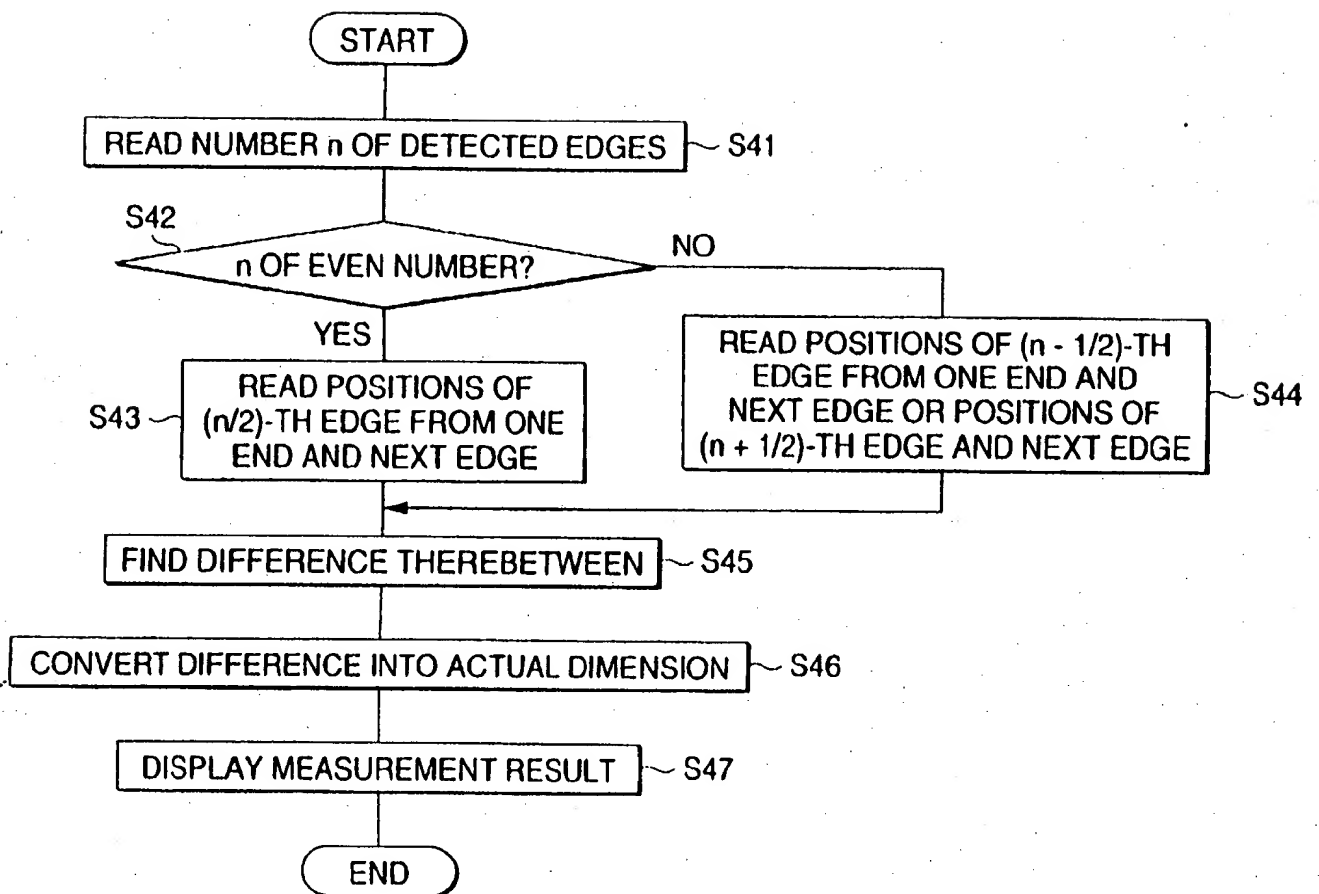 START
READ NUMBER n OF DETECTED EDGES
S41
S42
n OF EVEN NUMBER?
NO
YES
READ POSITIONS OF
(n/2)-TH EDGE FROM ONE
END AND NEXT EDGE
S43
READ POSITIONS OF (n - 1/2)-TH
EDGE FROM ONE END AND
NEXT EDGE OR POSITIONS OF
(n + 1/2)-TH EDGE AND NEXT EDGE
S44
FIND DIFFERENCE THEREBETWEEN
S45
CONVERT DIFFERENCE INTO ACTUAL DIMENSION
S46
DISPLAY MEASUREMENT RESULT
S47
END